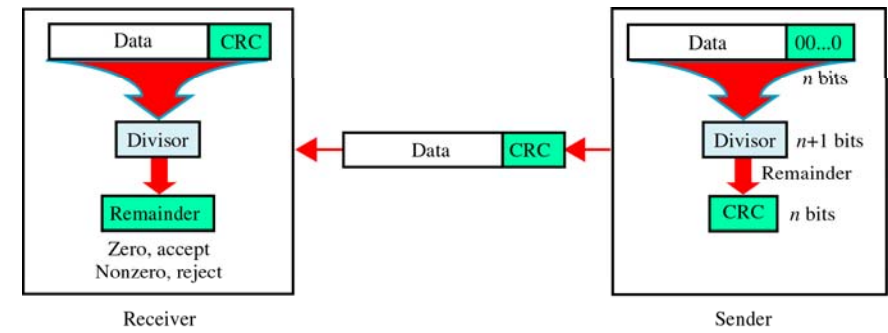 Data CRC
Divisor
Remainder
Zero, accept
Nonzero, reject
Receiver
Data CRC
Data 00...0
n bits
Divisor n+1 bits
Remainder
CRC n bits
Sender